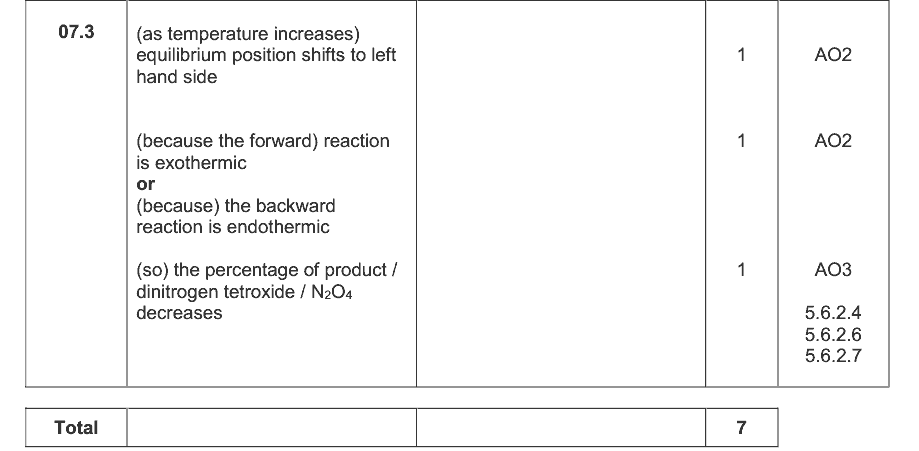 07.3
(as temperature increases)
equilibrium position shifts to left
hand side
1
AO2
(because the forward) reaction
is exothermic
or
(because) the backward
reaction is endothermic
1
AO2
(so) the percentage of product /
dinitrogen tetroxide / N₂O₄
decreases
1
AO3
5.6.2.4
5.6.2.6
5.6.2.7
Total
7